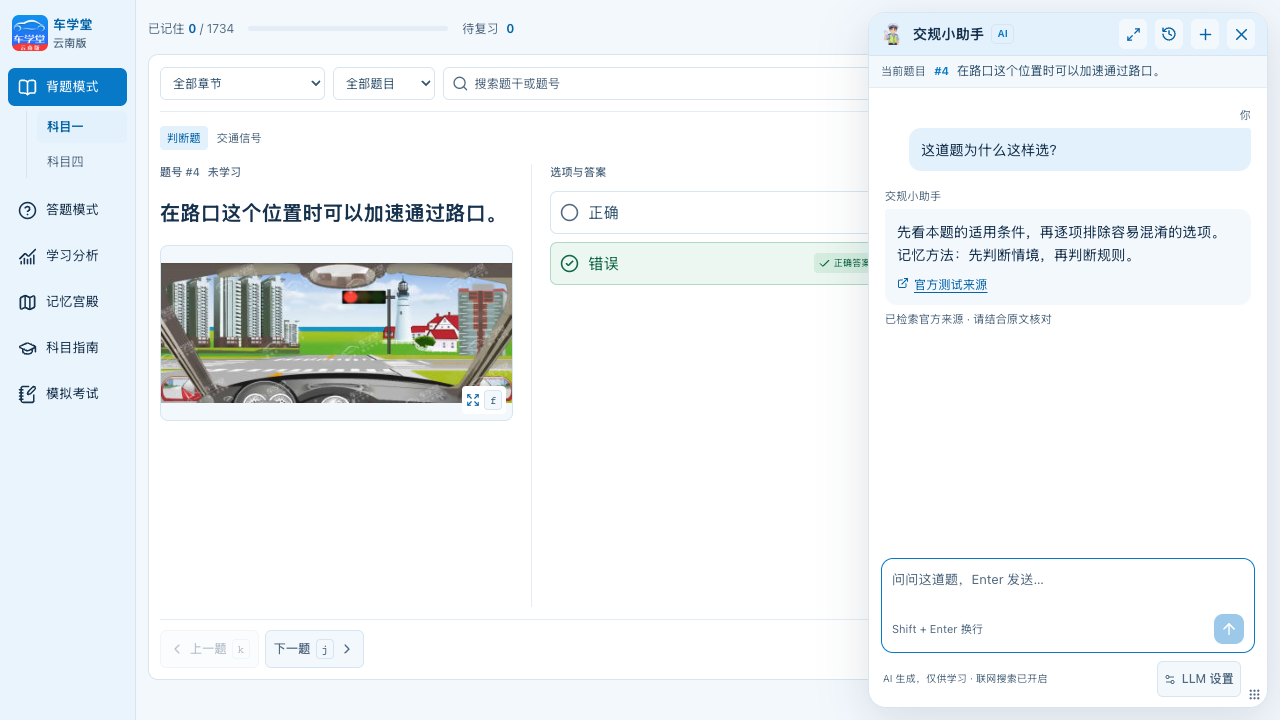 车学堂
云南版
背题模式
科目一
科目四
答题模式
学习分析
记忆宫殿
科目指南
模拟考试
已记住 0 / 1734
待复习 0
全部章节
全部题目
搜索题干或题号
判断题
交通信号
题号 #4 未学习
在路口这个位置时可以加速通过路口。
f
选项与答案
正确
错误
正确答案
上一题 k
下一题 j
交规小助手 AI
当前题目 #4 在路口这个位置时可以加速通过路口。
你
这道题为什么这样选?
交规小助手
先看本题的适用条件，再逐项排除容易混淆的选项。
记忆方法：先判断情境，再判断规则。
官方测试来源
已检索官方来源 · 请结合原文核对
问问这道题，Enter 发送...
Shift + Enter 换行
AI 生成，仅供学习 · 联网搜索已开启
LLM 设置